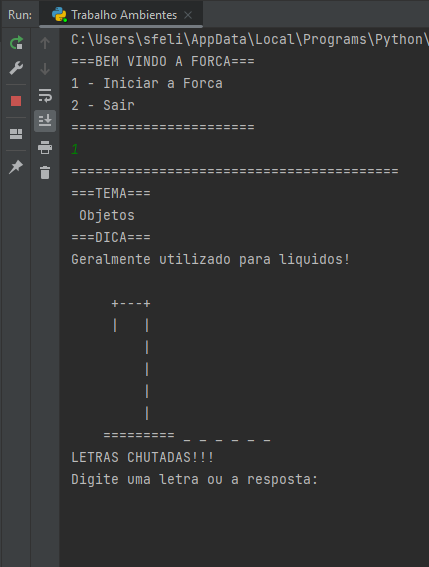 Run: Trabalho Ambientes
C:\Users\sfeli\AppData\Local\Programs\Python\
===BEM VINDO A FORCA===
1 - Iniciar a Forca
2 - Sair
=======================
1
=========================================
===TEMA===
 Objetos
===DICA===
Geralmente utilizado para liquidos!
     +---+
     |   |
         |
         |
         |
         |
    ========= _ _ _ _ _ _
LETRAS CHUTADAS!!!
Digite uma letra ou a resposta: